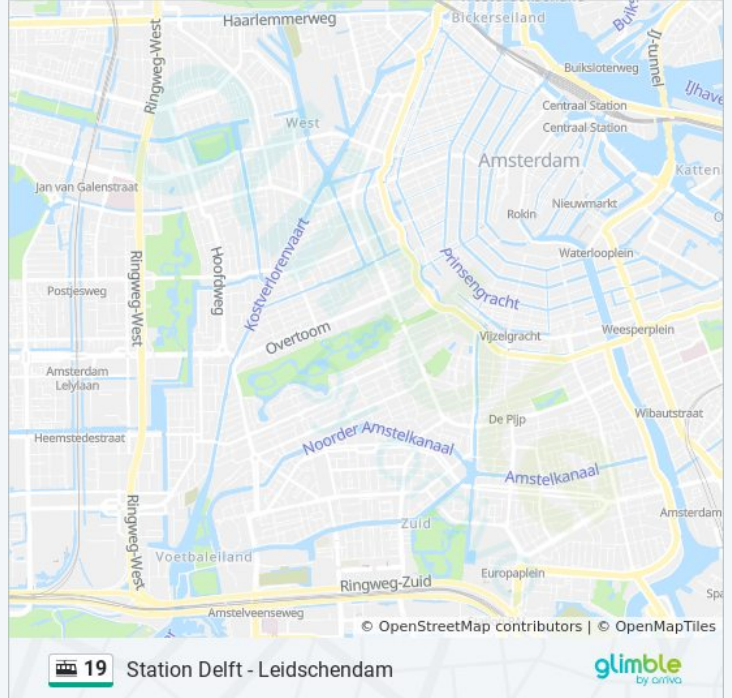 Haarlemmerweg
Bickerseiland
Buiks
IJ-tunnel
Ringweg-West
Buiksloterweg
IJhave
Centraal Station
Centraal Station
West
Amsterdam
Katten
Jan van Galenstraat
Nieuwmarkt
Rokin
Waterlooplein
Hoofdweg
Kostverlorenvaart
Prinsengracht
Ringweg-West
Postjesweg
Overtoom
Vijzelgracht
Weesperplein
Amsterdam
Lelylaan
De Pijp
Wibautstraat
Heemstedestraat
Noorder Amstelkanaal
Amstelkanaal
Ringweg-West
Zuid
Amsterdam
Voetbaleiland
Europaplein
Ringweg-Zuid
Spa
Amstelveenseweg
© OpenStreetMap contributors | © OpenMapTiles
19 Station Delft - Leidschendam
glimble
by arriva